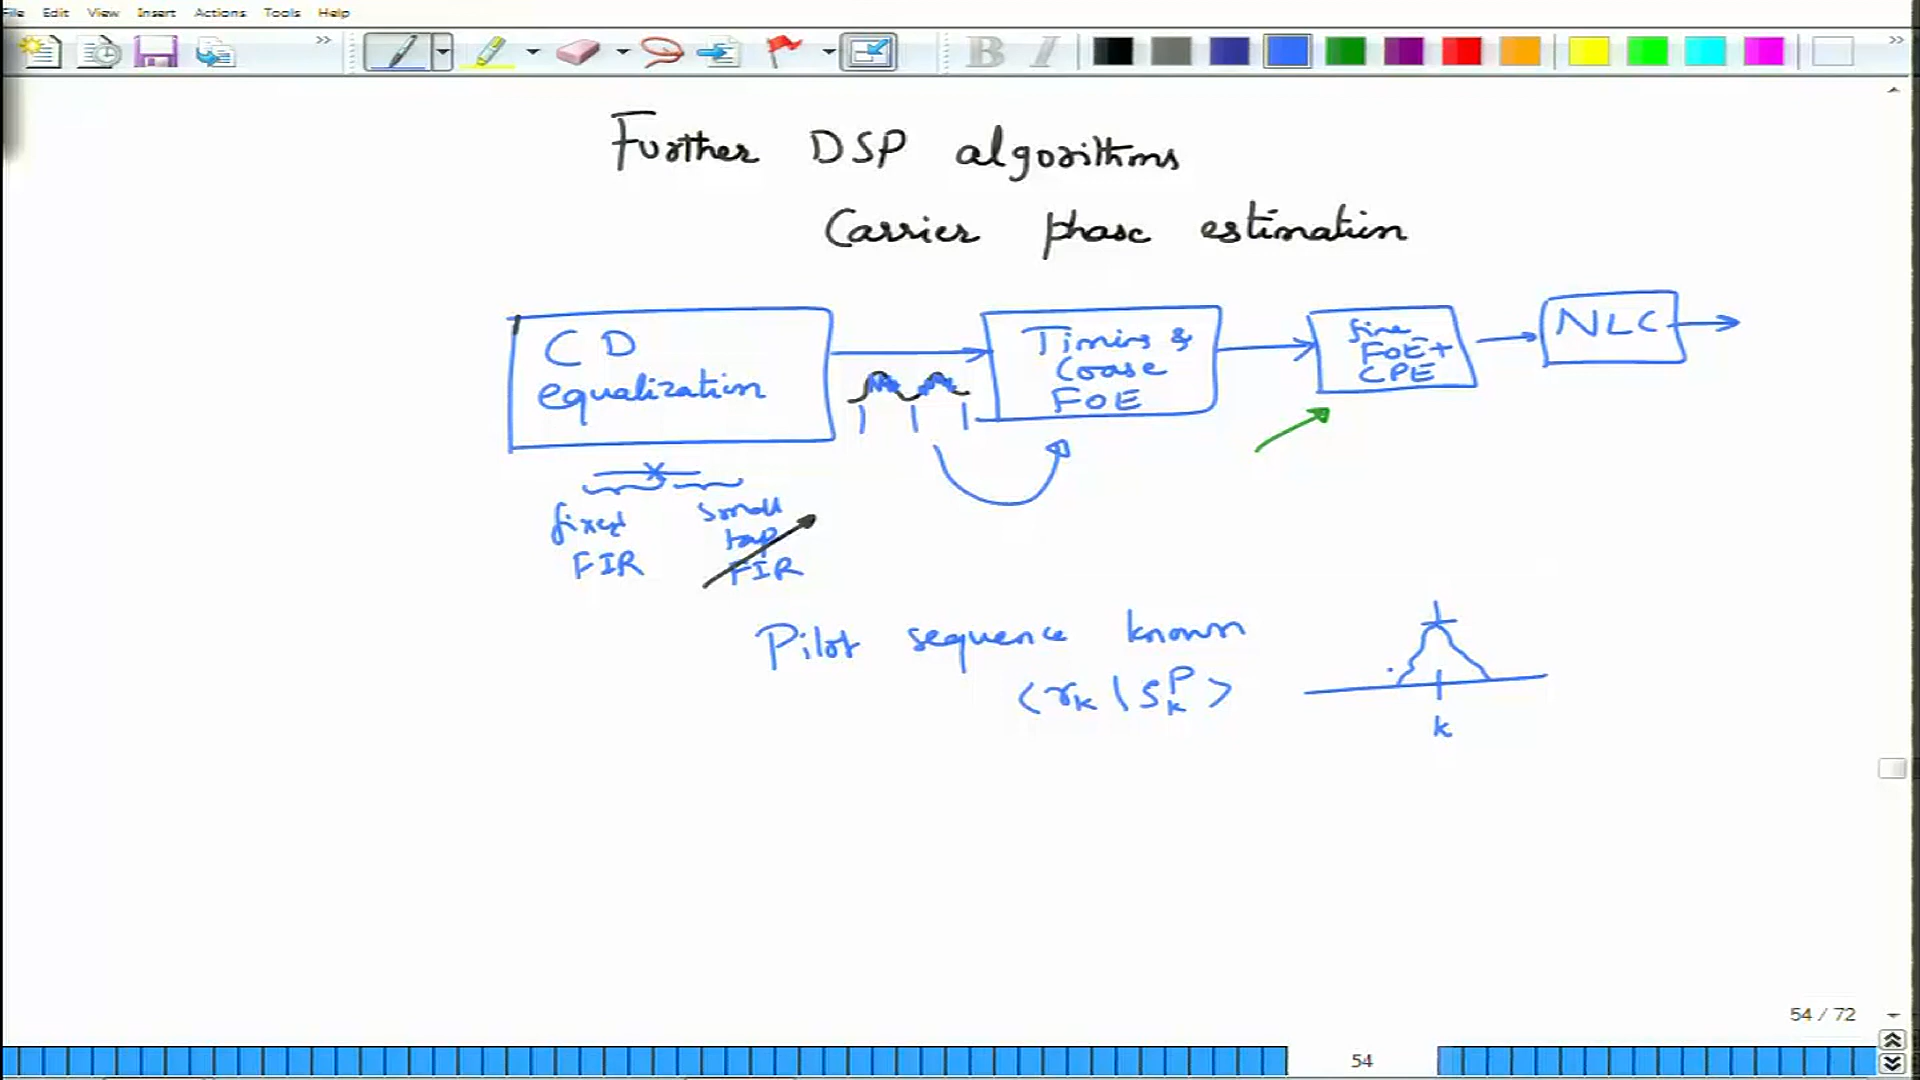 File Edit View Insert Actions Tools Help
B I
Further DSP algorithms
Carrier phase estimation
CD
equalization
Timing &
Coarse
FOE
fine
FOE+
CPE
NLC
fixed
FIR
small
tap
FIR
Pilot sequence known
⟨rₖ | Sₖᴾ⟩
k
54 / 72
54